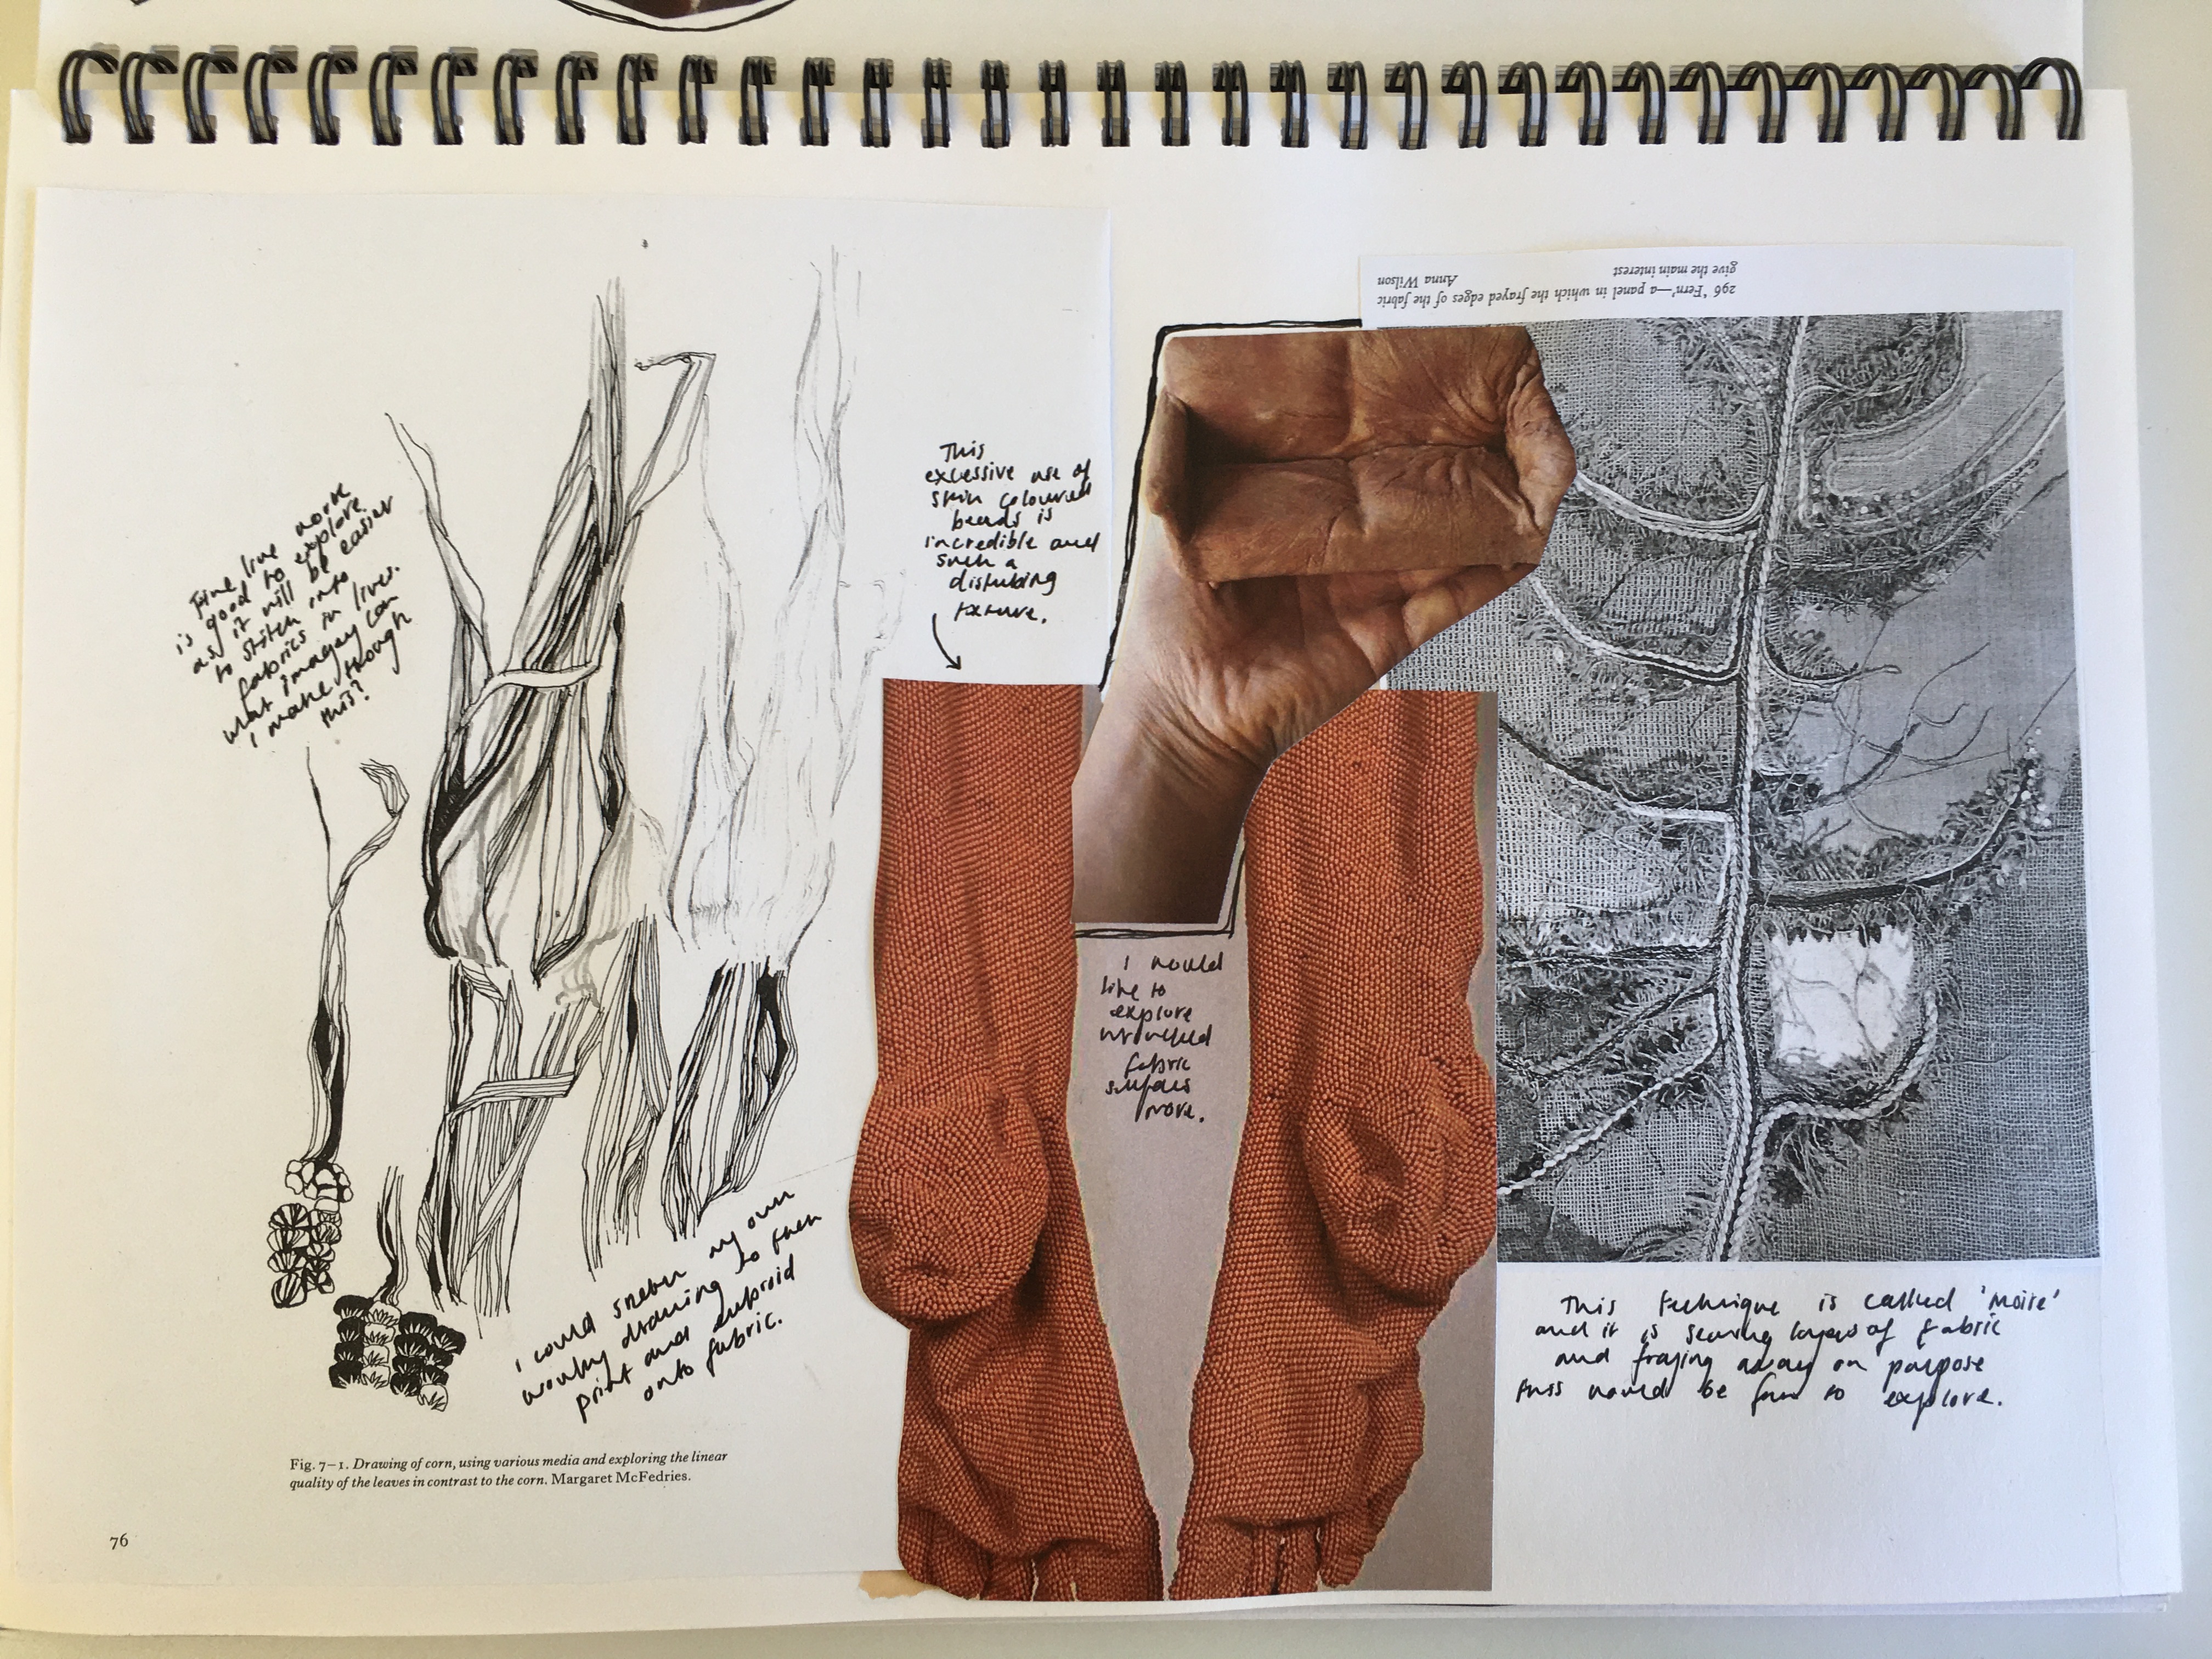 Fine line work
is good to explore
as it will be easier
to stitch into
fabrics in lines.
what imagery can
I make through
this?
76
Fig. 7–1. Drawing of corn, using various media and exploring the linear
quality of the leaves in contrast to the corn. Margaret McFedries.
I could my own
wonky drawing to then
print and embroid
onto fabric.
This
excessive use of
skin coloured
beads is
incredible and
such a
disturbing
texture.
I would
like to
explore
wrinkled
fabric
surfaces
more.
296 'Fern'—a panel in which the frayed edges of the fabric
give the main interest
Anna Wilson
This technique is called 'moire'
and it is sewing layers of fabric
and fraying away on purpose
this would be fun to explore.